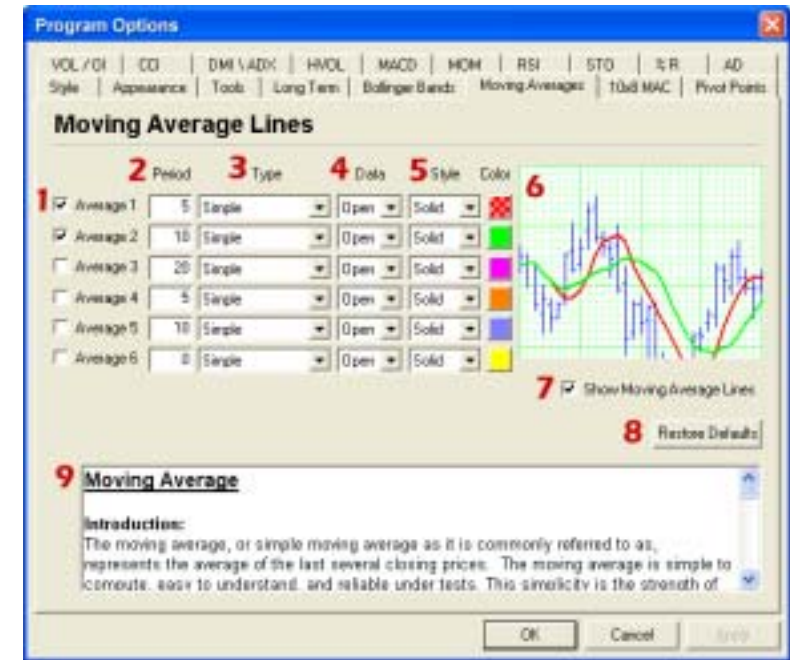 Program Options
VOL / OI CCI DMI \ ADX HVOL MACD MOM RSI STO % R AD
Style Appearance Tools Long Term Bollinger Bands Moving Averages 10x8 MAC Pivot Points
Moving Average Lines
2 Period 3 Type 4 Data 5 Style Color
6
1 Average 1 5 Simple Open Solid
Average 2 10 Simple Open Solid
Average 3 20 Simple Open Solid
Average 4 5 Simple Open Solid
Average 5 10 Simple Open Solid
Average 6 0 Simple Open Solid
7 Show Moving Average Lines
8 Restore Defaults
9 Moving Average
Introduction:
The moving average, or simple moving average as it is commonly referred to as,
represents the average of the last several closing prices. The moving average is simple to
compute, easy to understand, and reliable under tests. This simplicity is the strength of
OK Cancel Apply